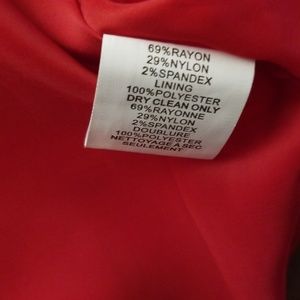 69%RAYON
29%NYLON
2%SPANDEX
LINING
100%POLYESTER
DRY CLEAN ONLY
69%RAYONNE
29%NYLON
2%SPANDEX
DOUBLURE
100%POLYESTER
NETTOYAGE A SEC
SEULEMENT